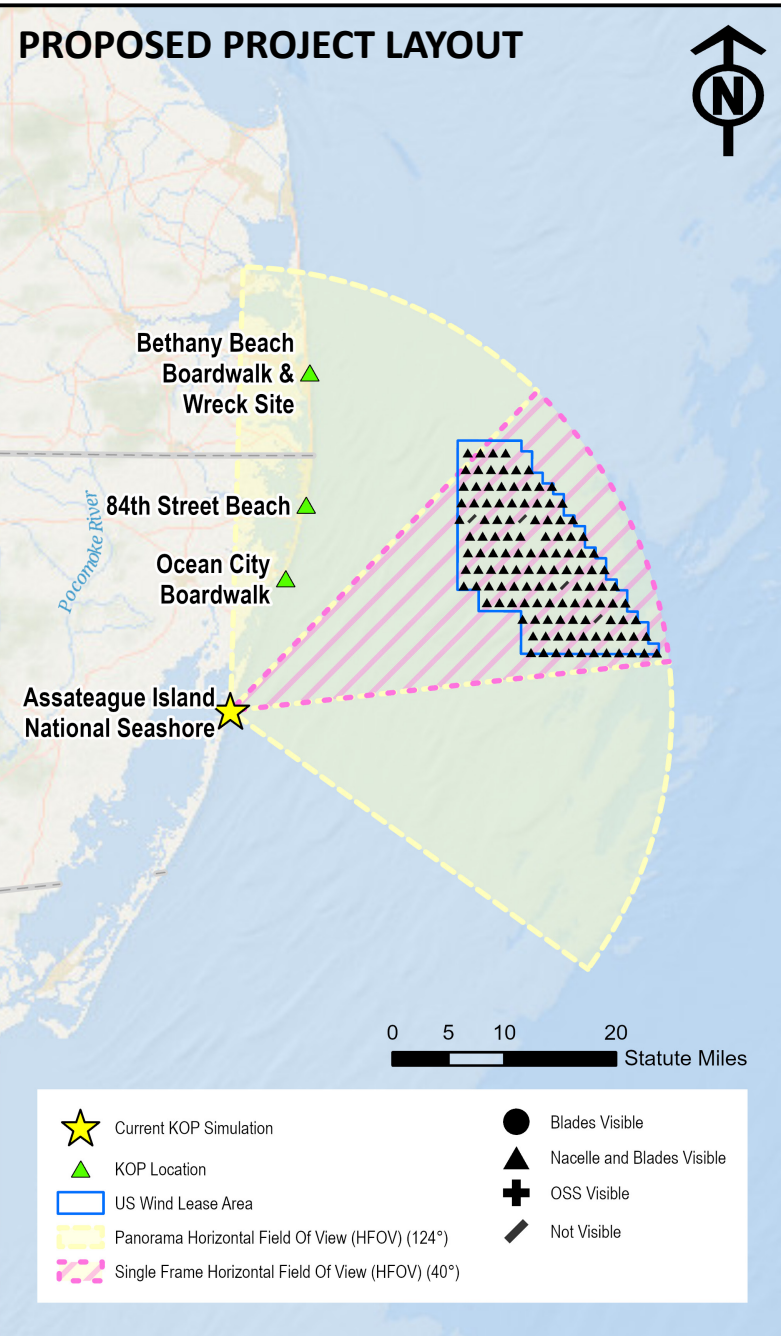 PROPOSED PROJECT LAYOUT
N
Bethany Beach
Boardwalk &
Wreck Site
84th Street Beach
Pocomoke River
Ocean City
Boardwalk
Assateague Island
National Seashore
0 5 10 20
Statute Miles
Current KOP Simulation
KOP Location
US Wind Lease Area
Panorama Horizontal Field Of View (HFOV) (124°)
Single Frame Horizontal Field Of View (HFOV) (40°)
Blades Visible
Nacelle and Blades Visible
OSS Visible
Not Visible